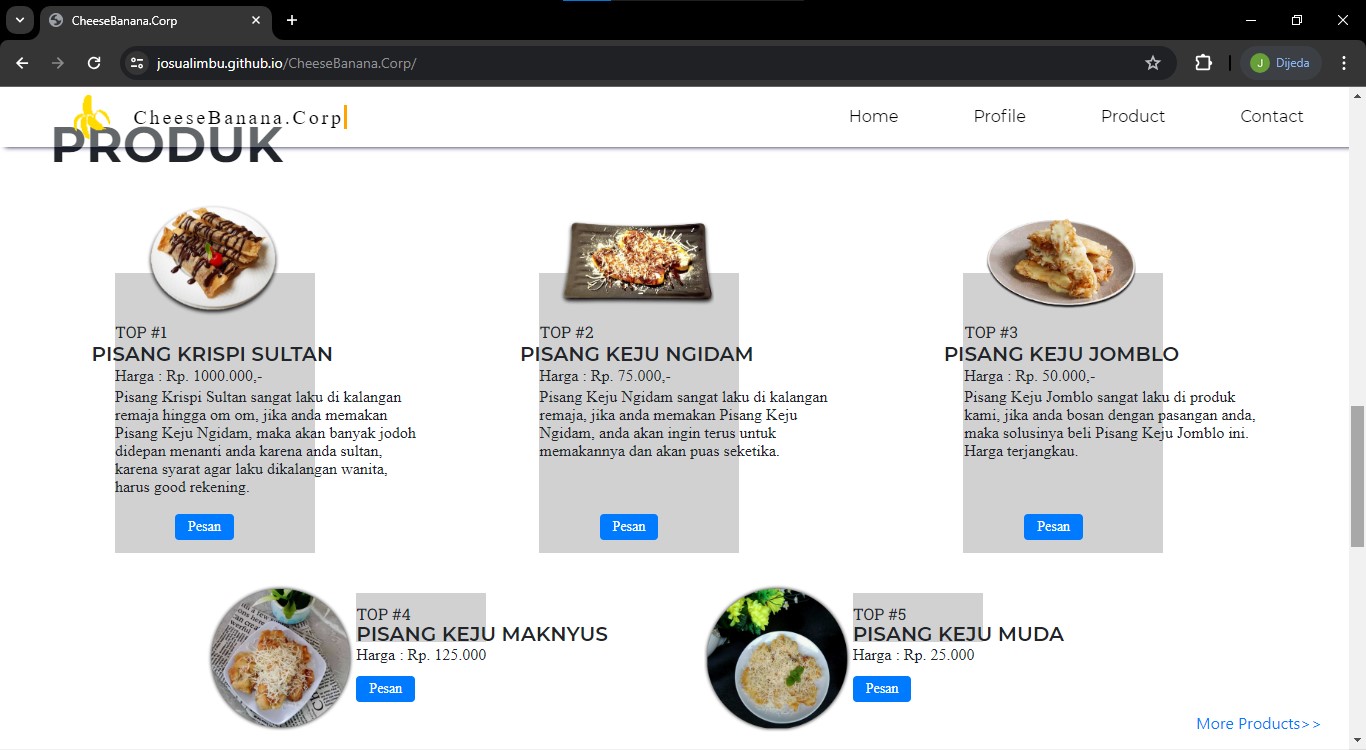 CheeseBanana.Corp
josualimbu.github.io/CheeseBanana.Corp/
J
Dijeda
CheeseBanana.Corp
Home
Profile
Product
Contact
PRODUK
TOP #1
PISANG KRISPI SULTAN
Harga : Rp. 1000.000,-
Pisang Krispi Sultan sangat laku di kalangan
remaja hingga om om, jika anda memakan
Pisang Keju Ngidam, maka akan banyak jodoh
didepan menanti anda karena anda sultan,
karena syarat agar laku dikalangan wanita,
harus good rekening.
Pesan
TOP #2
PISANG KEJU NGIDAM
Harga : Rp. 75.000,-
Pisang Keju Ngidam sangat laku di kalangan
remaja, jika anda memakan Pisang Keju
Ngidam, anda akan ingin terus untuk
memakannya dan akan puas seketika.
Pesan
TOP #3
PISANG KEJU JOMBLO
Harga : Rp. 50.000,-
Pisang Keju Jomblo sangat laku di produk
kami, jika anda bosan dengan pasangan anda,
maka solusinya beli Pisang Keju Jomblo ini.
Harga terjangkau.
Pesan
TOP #4
PISANG KEJU MAKNYUS
Harga : Rp. 125.000
Pesan
TOP #5
PISANG KEJU MUDA
Harga : Rp. 25.000
Pesan
More Products>>